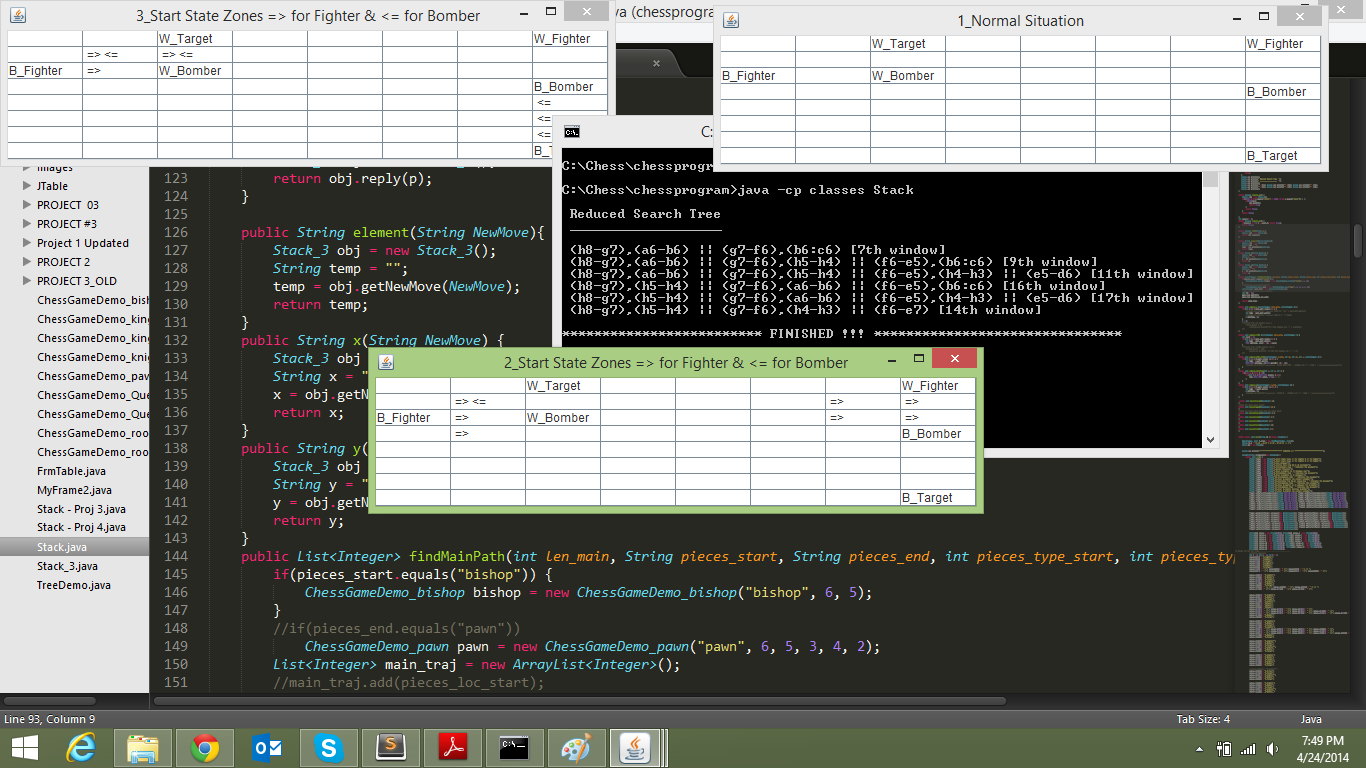 3_Start State Zones => for Fighter & <= for Bomber
W_Target W_Fighter
=> <= => <=
B_Fighter => W_Bomber
B_Bomber
<=
<=
<=
B_T
va (chessprogra
1_Normal Situation
W_Target W_Fighter
B_Fighter W_Bomber
B_Bomber
B_Target
C:
C:\Chess\chessprogra
C:\Chess\chessprogram>java -cp classes Stack
Reduced Search Tree
(h8-g7),(a6-b6) || (g7-f6),(b6:c6) [7th window]
(h8-g7),(a6-b6) || (g7-f6),(h5-h4) || (f6-e5),(b6:c6) [9th window]
(h8-g7),(a6-b6) || (g7-f6),(h5-h4) || (f6-e5),(h4-h3) || (e5-d6) [11th window]
(h8-g7),(h5-h4) || (g7-f6),(a6-b6) || (f6-e5),(b6:c6) [16th window]
(h8-g7),(h5-h4) || (g7-f6),(a6-b6) || (f6-e5),(h4-h3) || (e5-d6) [17th window]
(h8-g7),(h5-h4) || (g7-f6),(h4-h3) || (f6-e7) [14th window]
************************* FINISHED !!! *******************************
2_Start State Zones => for Fighter & <= for Bomber
W_Target W_Fighter
=> <= => =>
B_Fighter => W_Bomber => =>
=> B_Bomber
B_Target
images
JTable
PROJECT 03
PROJECT #3
Project 1 Updated
PROJECT 2
PROJECT 3_OLD
ChessGameDemo_bish
ChessGameDemo_king
ChessGameDemo_king
ChessGameDemo_knig
ChessGameDemo_paw
ChessGameDemo_Que
ChessGameDemo_Que
ChessGameDemo_roo
ChessGameDemo_roo
FrmTable.java
MyFrame2.java
Stack - Proj 3.java
Stack - Proj 4.java
Stack.java
Stack_3.java
TreeDemo.java
123 return obj.reply(p);
124 }
125
126 public String element(String NewMove){
127 Stack_3 obj = new Stack_3();
128 String temp = "";
129 temp = obj.getNewMove(NewMove);
130 return temp;
131 }
132 public String x(String NewMove) {
133 Stack_3 obj
134 String x = "
135 x = obj.getN
136 return x;
137 }
138 public String y(
139 Stack_3 obj
140 String y = "
141 y = obj.getN
142 return y;
143 }
144 public List<Integer> findMainPath(int len_main, String pieces_start, String pieces_end, int pieces_type_start, int pieces_typ
145 if(pieces_start.equals("bishop")) {
146 ChessGameDemo_bishop bishop = new ChessGameDemo_bishop("bishop", 6, 5);
147 }
148 //if(pieces_end.equals("pawn"))
149 ChessGameDemo_pawn pawn = new ChessGameDemo_pawn("pawn", 6, 5, 3, 4, 2);
150 List<Integer> main_traj = new ArrayList<Integer>();
151 //main_traj.add(pieces_loc_start);
Line 93, Column 9 Tab Size: 4 Java
7:49 PM
4/24/2014